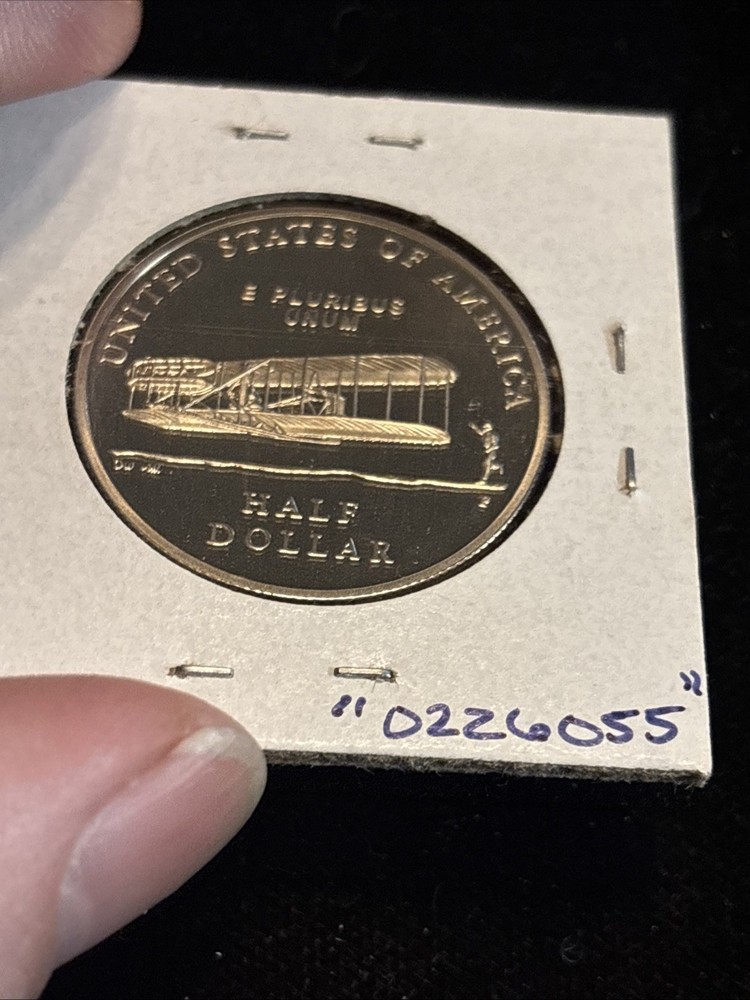 UNITED STATES OF AMERICA
E PLURIBUS
UNUM
HALF
DOLLAR
"0226055"